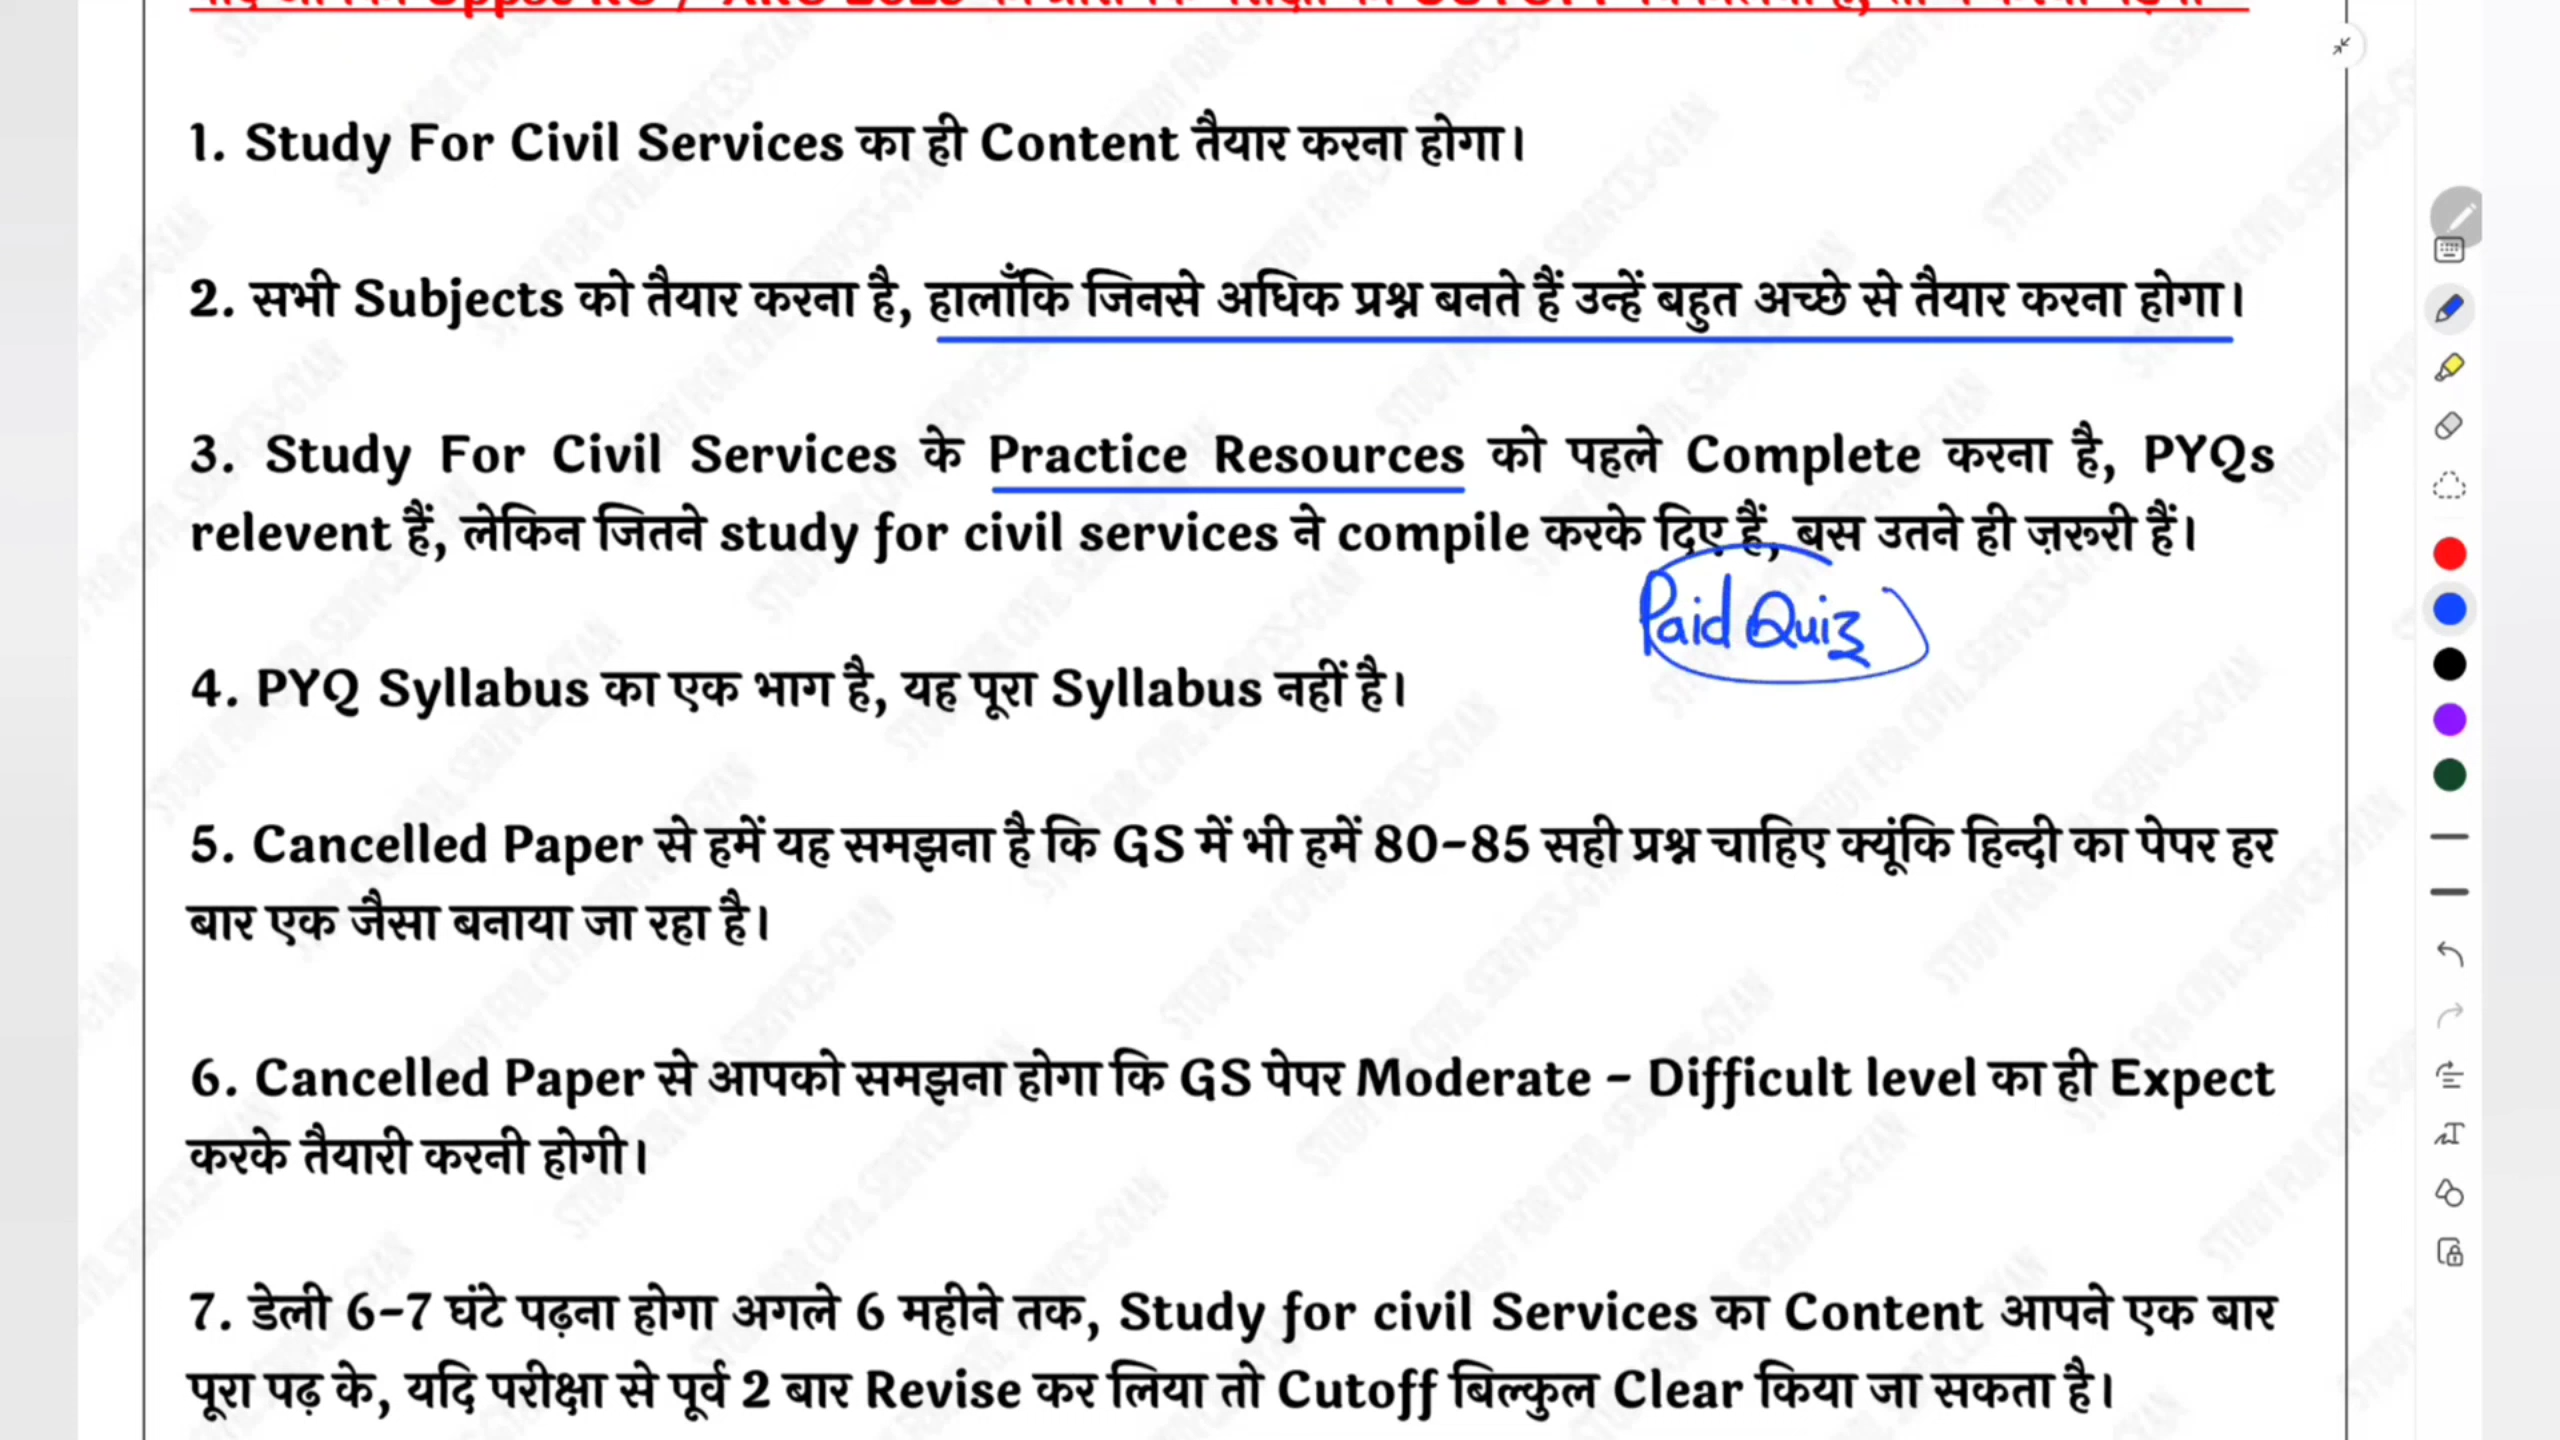 1. Study For Civil Services का ही Content तैयार करना होगा।
2. सभी Subjects को तैयार करना है, हालाँकि जिनसे अधिक प्रश्न बनते हैं उन्हें बहुत अच्छे से तैयार करना होगा।
3. Study For Civil Services के Practice Resources को पहले Complete करना है, PYQs
relevent हैं, लेकिन जितने study for civil services ने compile करके दिए हैं, बस उतने ही ज़रूरी हैं।
Paid Quiz
4. PYQ Syllabus का एक भाग है, यह पूरा Syllabus नहीं है।
5. Cancelled Paper से हमें यह समझना है कि GS में भी हमें 80-85 सही प्रश्न चाहिए क्यूंकि हिन्दी का पेपर हर
बार एक जैसा बनाया जा रहा है।
6. Cancelled Paper से आपको समझना होगा कि GS पेपर Moderate - Difficult level का ही Expect
करके तैयारी करनी होगी।
7. डेली 6-7 घंटे पढ़ना होगा अगले 6 महीने तक, Study for civil Services का Content आपने एक बार
पूरा पढ़ के, यदि परीक्षा से पूर्व 2 बार Revise कर लिया तो Cutoff बिल्कुल Clear किया जा सकता है।